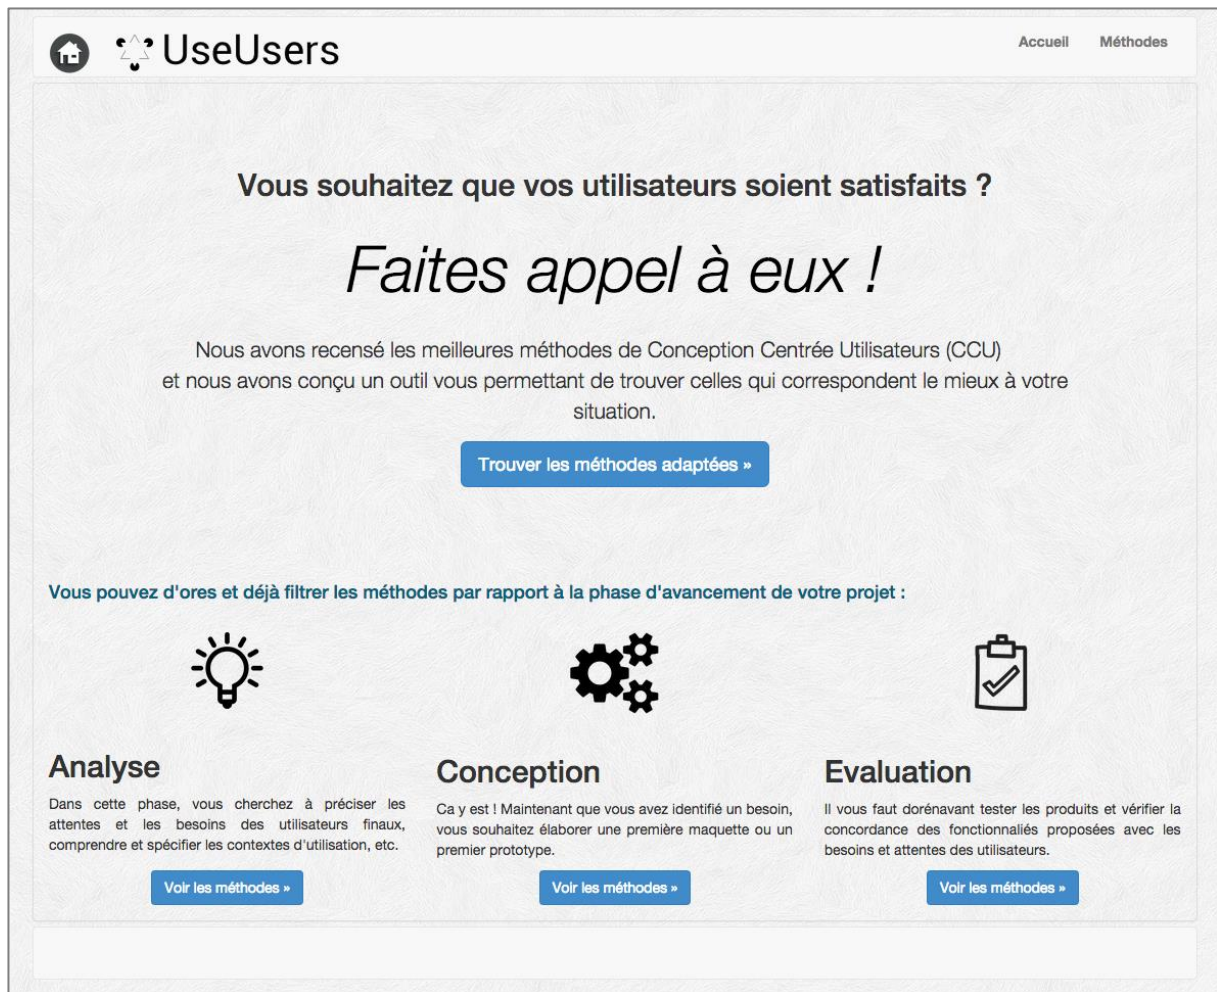 UseUsers
Accueil Méthodes
Vous souhaitez que vos utilisateurs soient satisfaits ?
Faites appel à eux !
Nous avons recensé les meilleures méthodes de Conception Centrée Utilisateurs (CCU)
et nous avons conçu un outil vous permettant de trouver celles qui correspondent le mieux à votre
situation.
Trouver les méthodes adaptées »
Vous pouvez d'ores et déjà filtrer les méthodes par rapport à la phase d'avancement de votre projet :
Analyse
Dans cette phase, vous cherchez à préciser les
attentes et les besoins des utilisateurs finaux,
comprendre et spécifier les contextes d'utilisation, etc.
Voir les méthodes »
Conception
Ca y est ! Maintenant que vous avez identifié un besoin,
vous souhaitez élaborer une première maquette ou un
premier prototype.
Voir les méthodes »
Evaluation
Il vous faut dorénavant tester les produits et vérifier la
concordance des fonctionnaliés proposées avec les
besoins et attentes des utilisateurs.
Voir les méthodes »